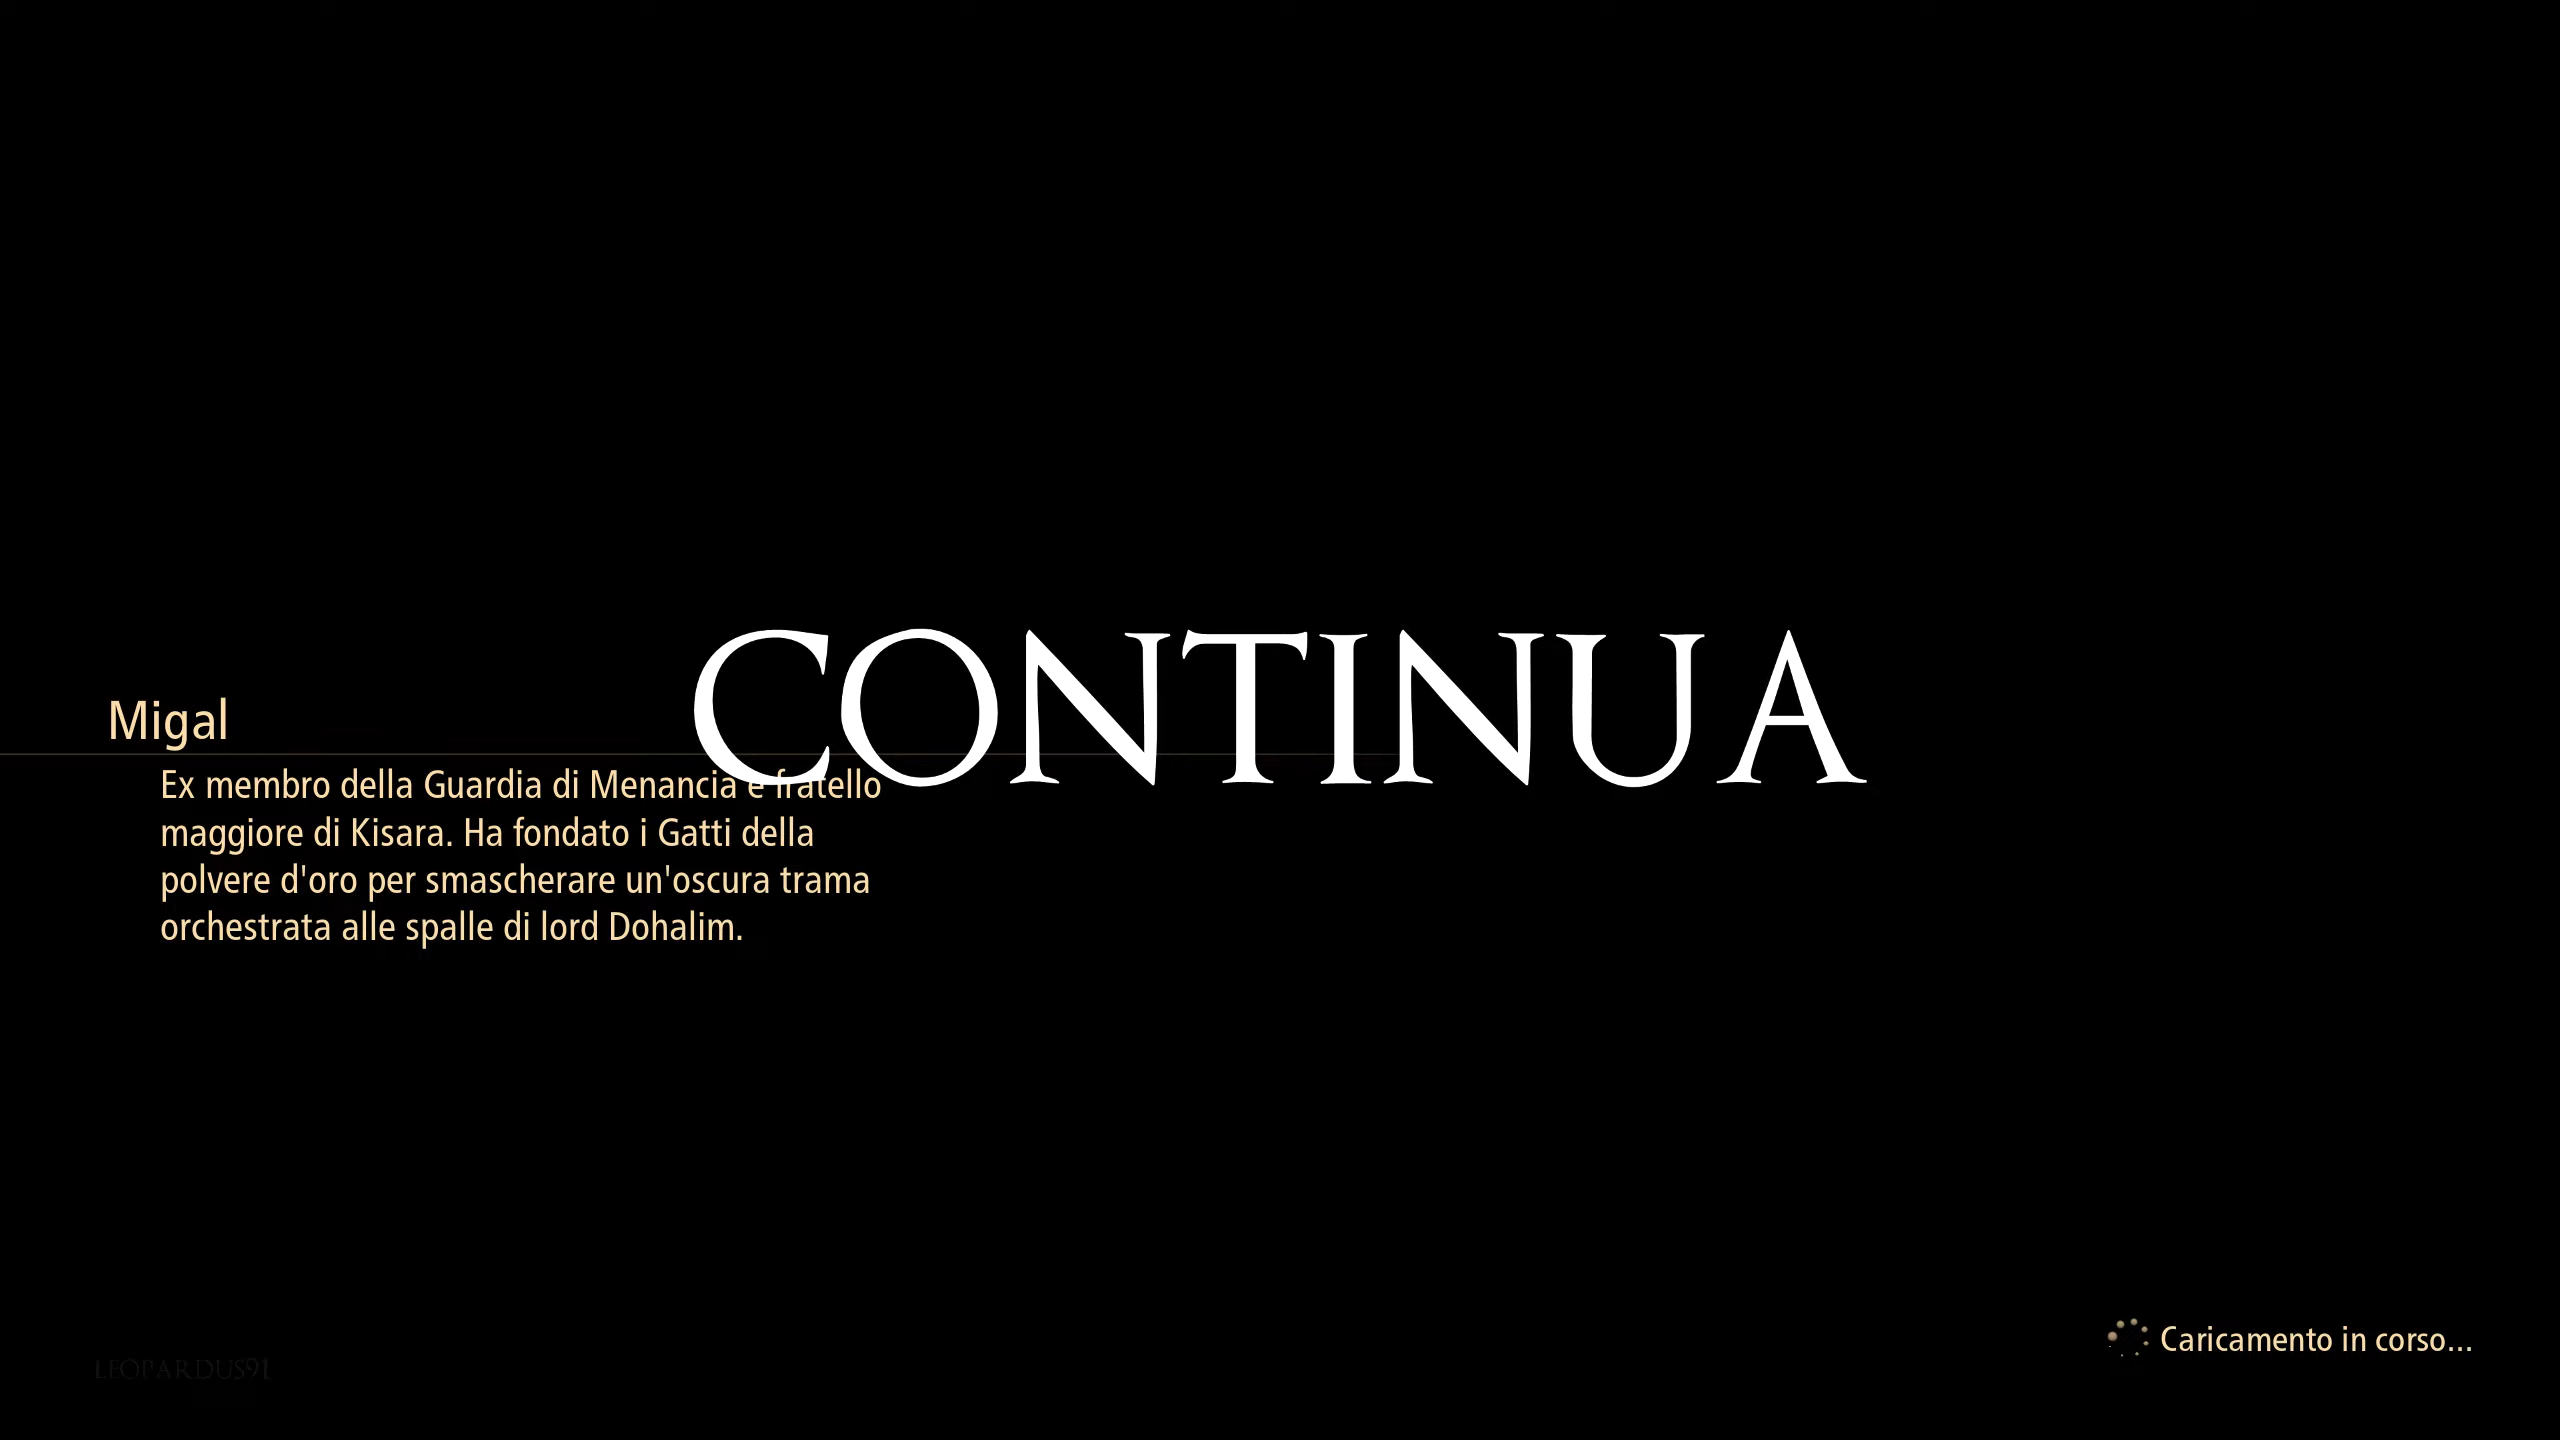 CONTINUA
Migal
Ex membro della Guardia di Menancia e fratello
maggiore di Kisara. Ha fondato i Gatti della
polvere d'oro per smascherare un'oscura trama
orchestrata alle spalle di lord Dohalim.
Caricamento in corso...
LEOPARDUS91